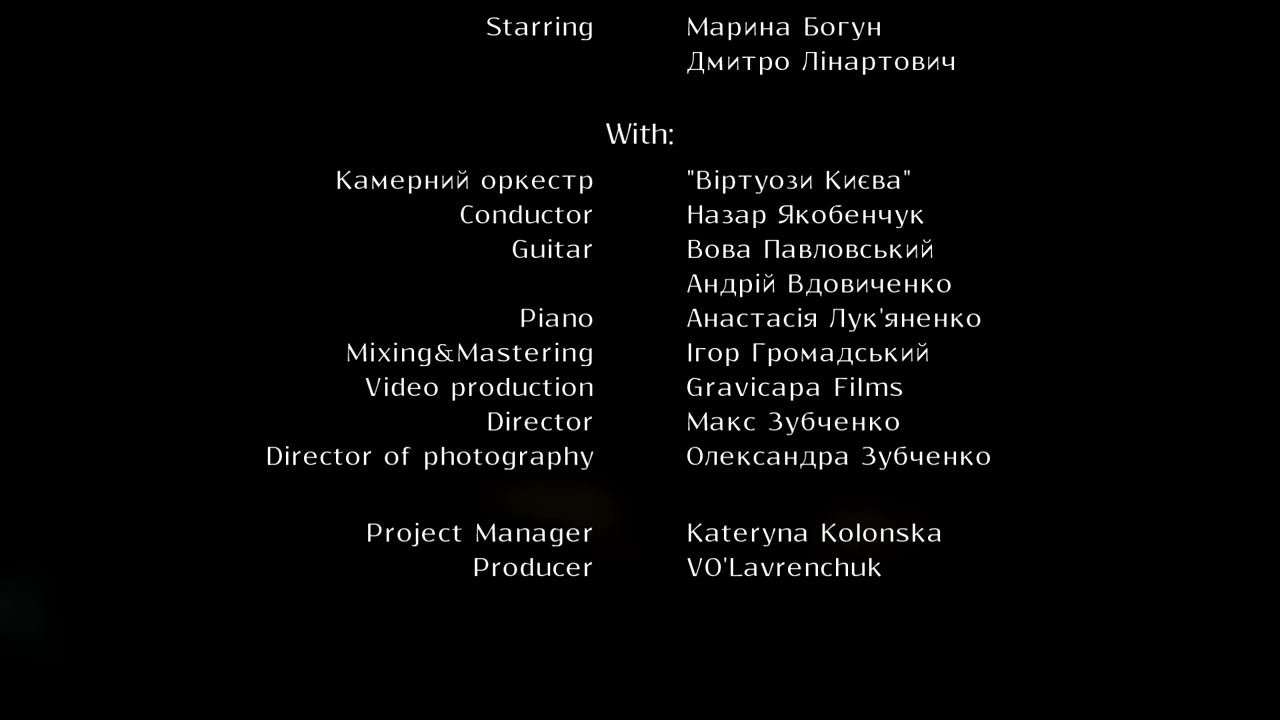 Starring Марина Богун
Дмитро Лінартович
With:
Камерний оркестр "Віртуози Києва"
Conductor Назар Якобенчук
Guitar Вова Павловський
Андрій Вдовиченко
Piano Анастасія Лук'яненко
Mixing&Mastering Ігор Громадський
Video production Gravicapa Films
Director Макс Зубченко
Director of photography Олександра Зубченко
Project Manager Kateryna Kolonska
Producer VO'Lavrenchuk